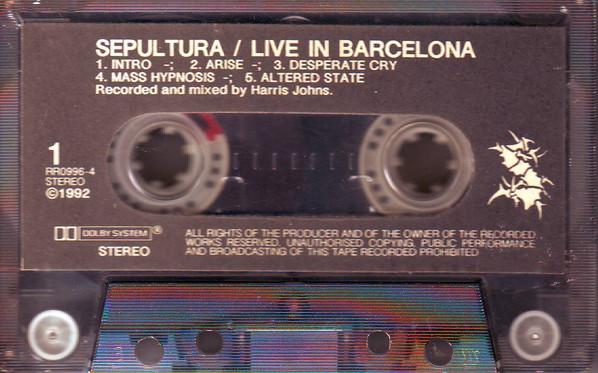 SEPULTURA / LIVE IN BARCELONA
1. INTRO -; 2. ARISE -; 3. DESPERATE CRY
4. MASS HYPNOSIS -; 5. ALTERED STATE
Recorded and mixed by Harris Johns.
1
RR0996-4
STEREO
©1992
DOLBY SYSTEM®
STEREO
ALL RIGHTS OF THE PRODUCER AND OF THE OWNER OF THE RECORDED
WORKS RESERVED. UNAUTHORISED COPYING, PUBLIC PERFORMANCE
AND BROADCASTING OF THIS TAPE RECORDED PROHIBITED